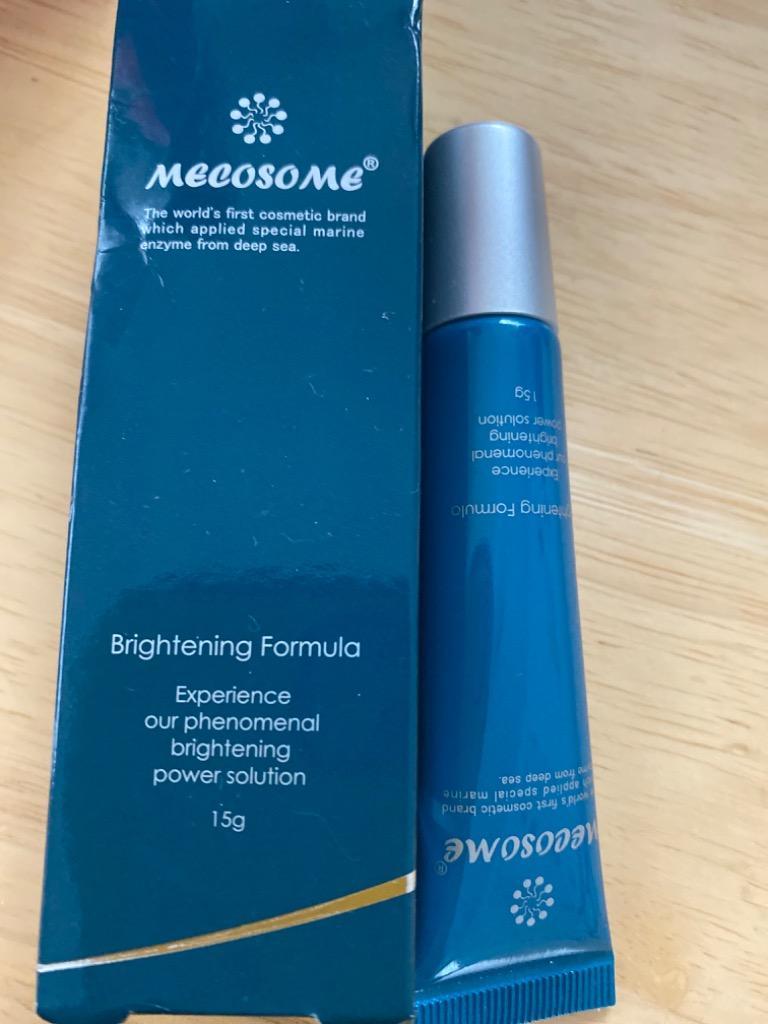 MECOSOME®
The world's first cosmetic brand
which applied special marine
enzyme from deep sea.
Brightening Formula
Experience
our phenomenal
brightening
power solution
15g
MECOSOME®
world's first cosmetic brand
applied special marine
from deep sea.
Formula
Experience
our phenomenal
brightening
power solution
15g